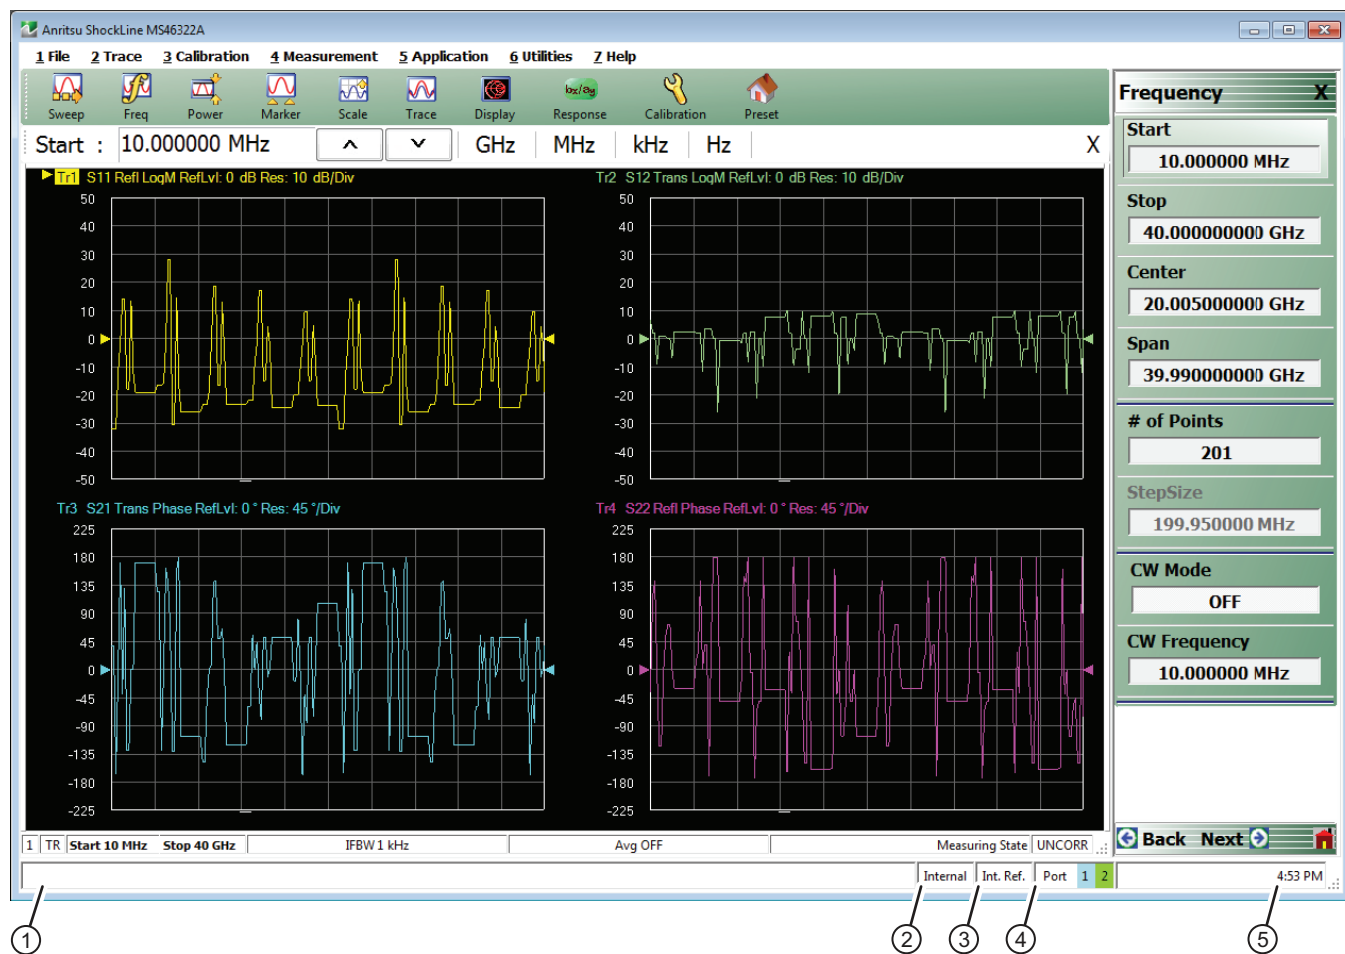 Anritsu ShockLine MS46322A
1 File 2 Trace 3 Calibration 4 Measurement 5 Application 6 Utilities 7 Help
Sweep Freq Power Marker Scale Trace Display bx/ay Response Calibration Preset
Start : 10.000000 MHz GHz MHz kHz Hz X
Tr1 S11 Refl LogM RefLvl: 0 dB Res: 10 dB/Div
50
40
30
20
10
0
-10
-20
-30
-40
-50
Tr2 S12 Trans LogM RefLvl: 0 dB Res: 10 dB/Div
50
40
30
20
10
0
-10
-20
-30
-40
-50
Tr3 S21 Trans Phase RefLvl: 0 ° Res: 45 °/Div
225
180
135
90
45
0
-45
-90
-135
-180
-225
Tr4 S22 Refl Phase RefLvl: 0 ° Res: 45 °/Div
225
180
135
90
45
0
-45
-90
-135
-180
-225
1 TR Start 10 MHz Stop 40 GHz IFBW 1 kHz Avg OFF Measuring State UNCORR
Frequency X
Start
10.000000 MHz
Stop
40.000000000 GHz
Center
20.005000000 GHz
Span
39.990000000 GHz
# of Points
201
StepSize
199.950000 MHz
CW Mode
OFF
CW Frequency
10.000000 MHz
Back Next
Internal Int. Ref. Port 1 2 4:53 PM
1 2 3 4 5